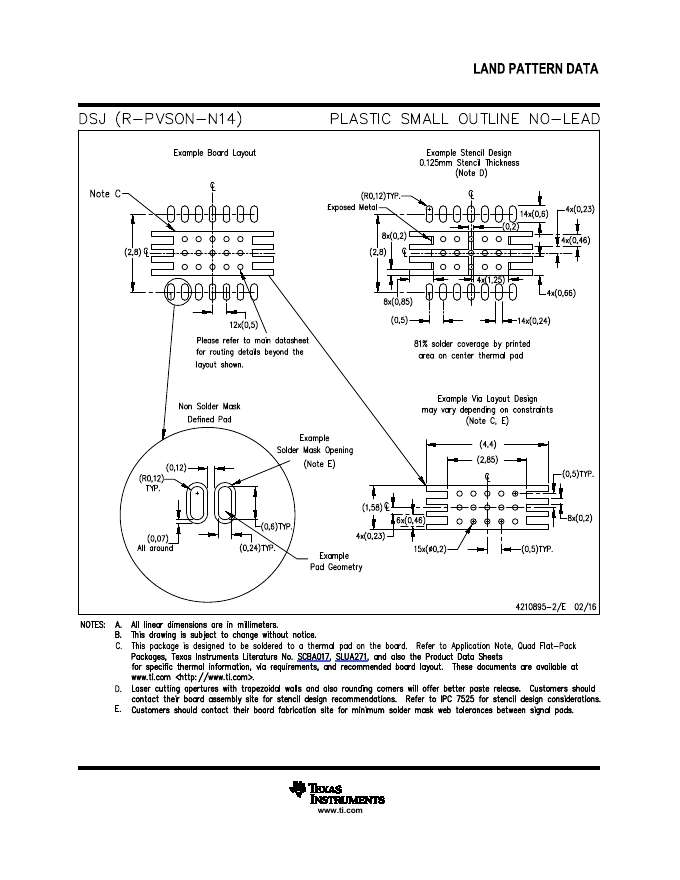 LAND PATTERN DATA
DSJ (R-PVSON-N14)
PLASTIC SMALL OUTLINE NO-LEAD
Example Board Layout
Note C
℄
(2,8) ℄
12x(0,5)
Please refer to main datasheet
for routing details beyond the
layout shown.
Example Stencil Design
0.125mm Stencil Thickness
(Note D)
(R0,12)TYP.
Exposed Metal
℄
14x(0,6)
4x(0,23)
(0,2)
8x(0,2)
4x(0,46)
(2,8)
4x(1,25)
8x(0,85)
4x(0,66)
(0,5)
14x(0,24)
81% solder coverage by printed
area on center thermal pad
Non Solder Mask
Defined Pad
Example
Solder Mask Opening
(Note E)
(0,12)
(R0,12)
TYP.
(0,07)
All around
(0,6)TYP.
(0,24)TYP.
Example
Pad Geometry
Example Via Layout Design
may vary depending on constraints
(Note C, E)
(4,4)
(2,85)
℄
(0,5)TYP.
(1,58) ℄
6x(0,46)
8x(0,2)
4x(0,23)
15x(ø0,2)
(0,5)TYP.
4210895-2/E 02/16
NOTES: A. All linear dimensions are in millimeters.
B. This drawing is subject to change without notice.
C. This package is designed to be soldered to a thermal pad on the board. Refer to Application Note, Quad Flat-Pack
Packages, Texas Instruments Literature No. SCBA017, SLUA271, and also the Product Data Sheets
for specific thermal information, via requirements, and recommended board layout. These documents are available at
www.ti.com <http://www.ti.com>.
D. Laser cutting apertures with trapezoidal walls and also rounding corners will offer better paste release. Customers should
contact their board assembly site for stencil design recommendations. Refer to IPC 7525 for stencil design considerations.
E. Customers should contact their board fabrication site for minimum solder mask web tolerances between signal pads.
TEXAS
INSTRUMENTS
www.ti.com